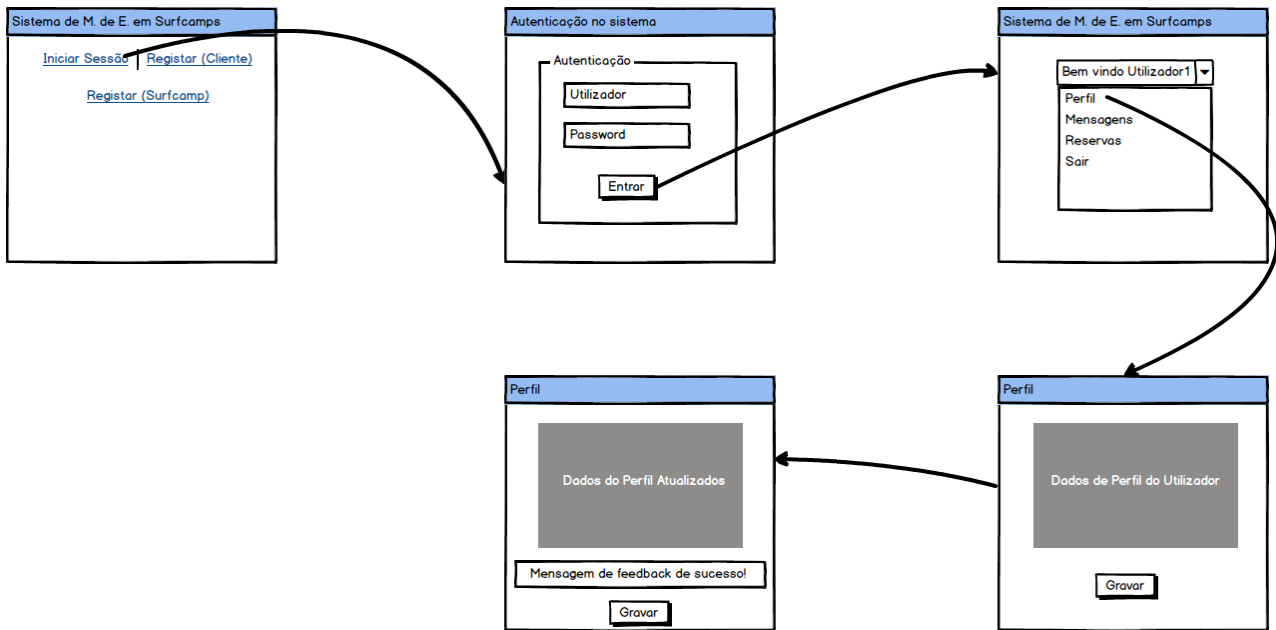 Sistema de M. de E. em Surfcamps
Iniciar Sessão | Registar (Cliente)
Registar (Surfcamp)
Autenticação no sistema
Autenticação
Utilizador
Password
Entrar
Sistema de M. de E. em Surfcamps
Bem vindo Utilizador1
Perfil
Mensagens
Reservas
Sair
Perfil
Dados do Perfil Atualizados
Mensagem de feedback de sucesso!
Gravar
Perfil
Dados de Perfil do Utilizador
Gravar